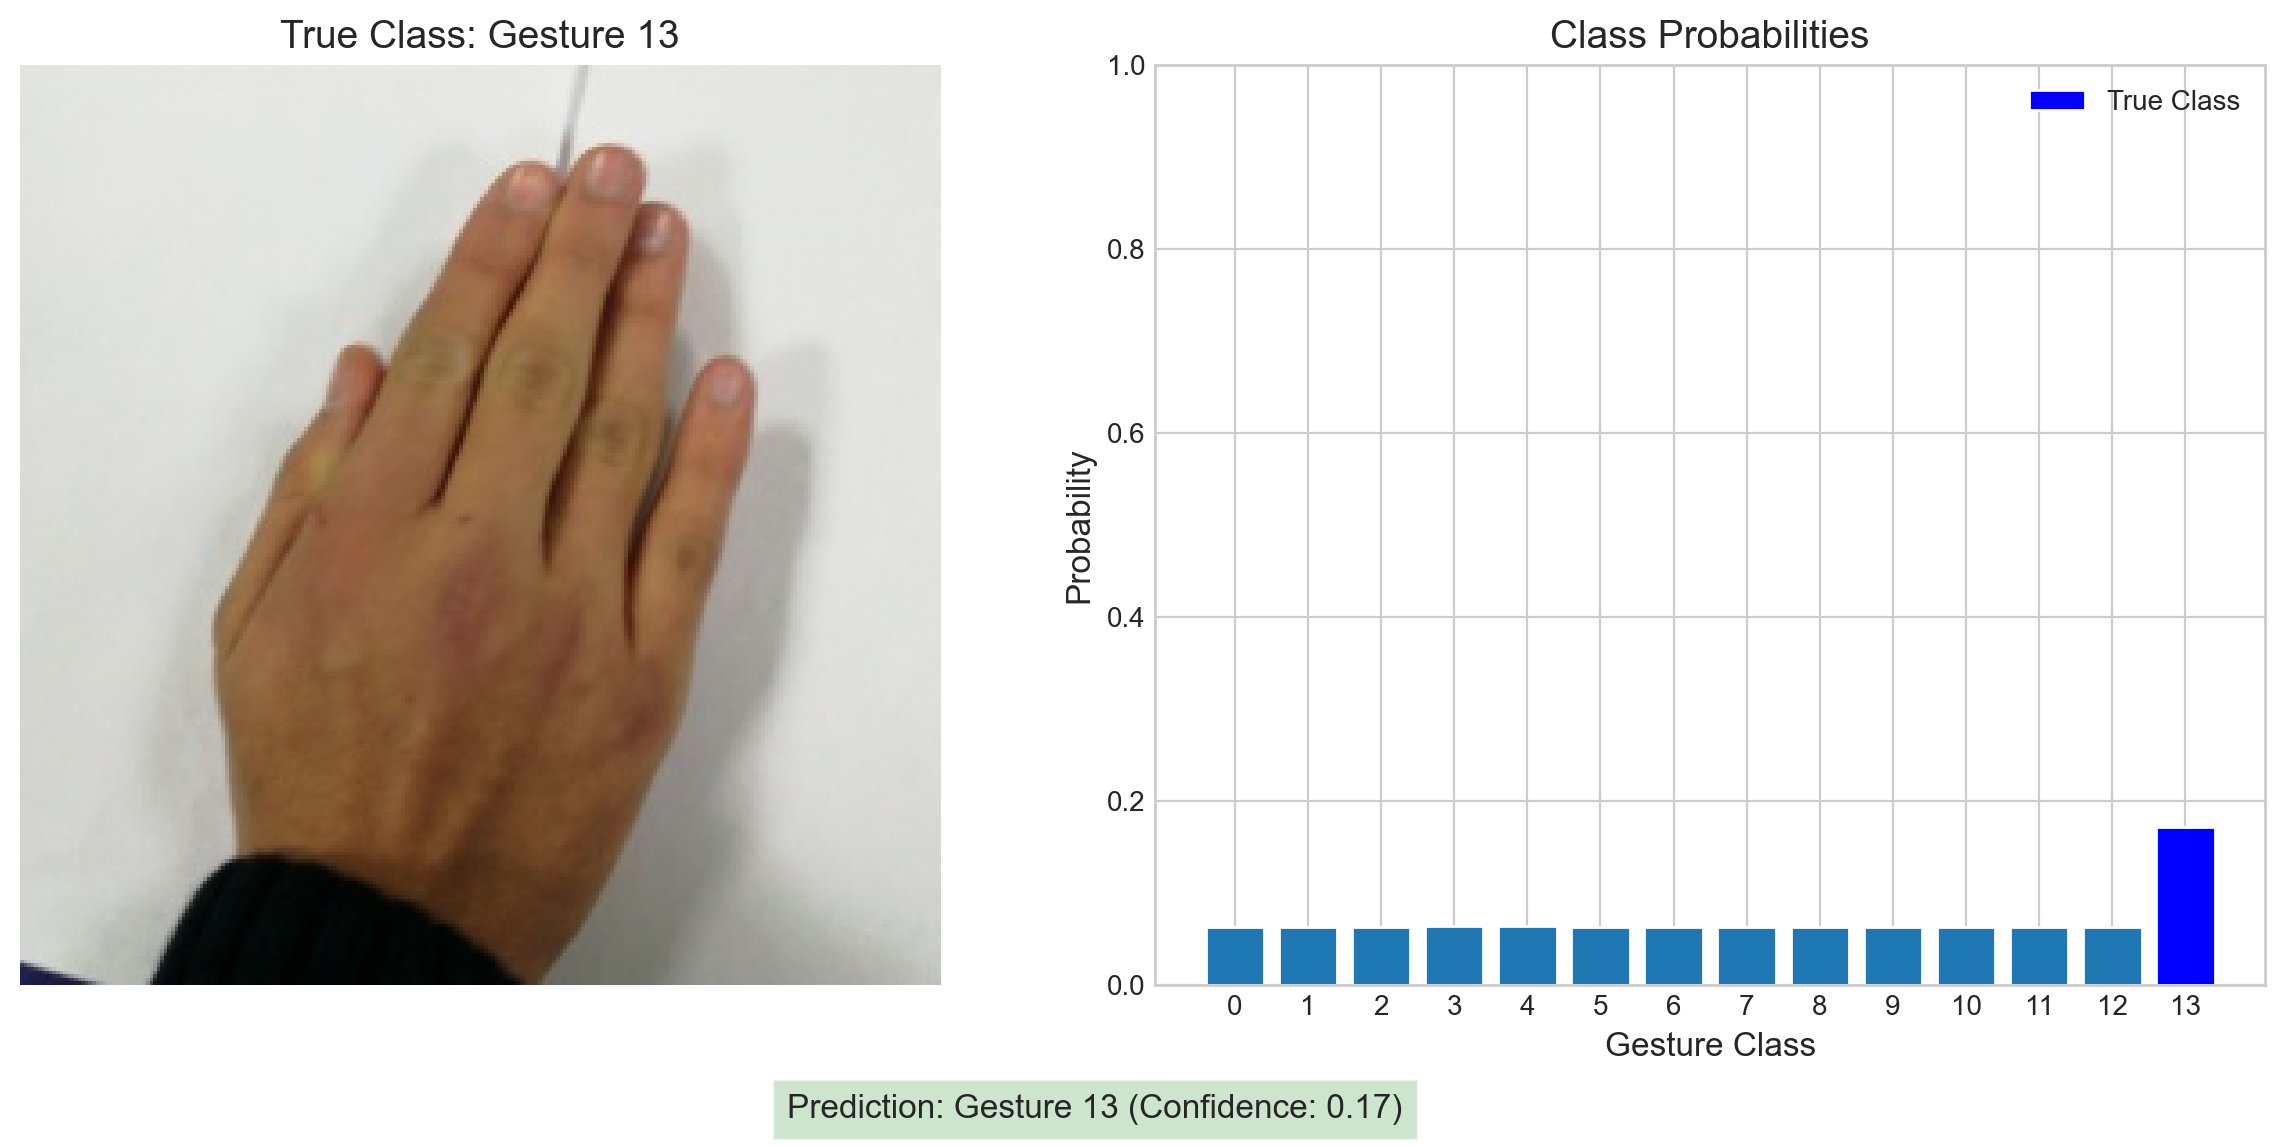 True Class: Gesture 13
Class Probabilities
1.0
True Class
0.8
0.6
Probability
0.4
0.2
0.0
0 1 2 3 4 5 6 7 8 9 10 11 12 13
Gesture Class
Prediction: Gesture 13 (Confidence: 0.17)